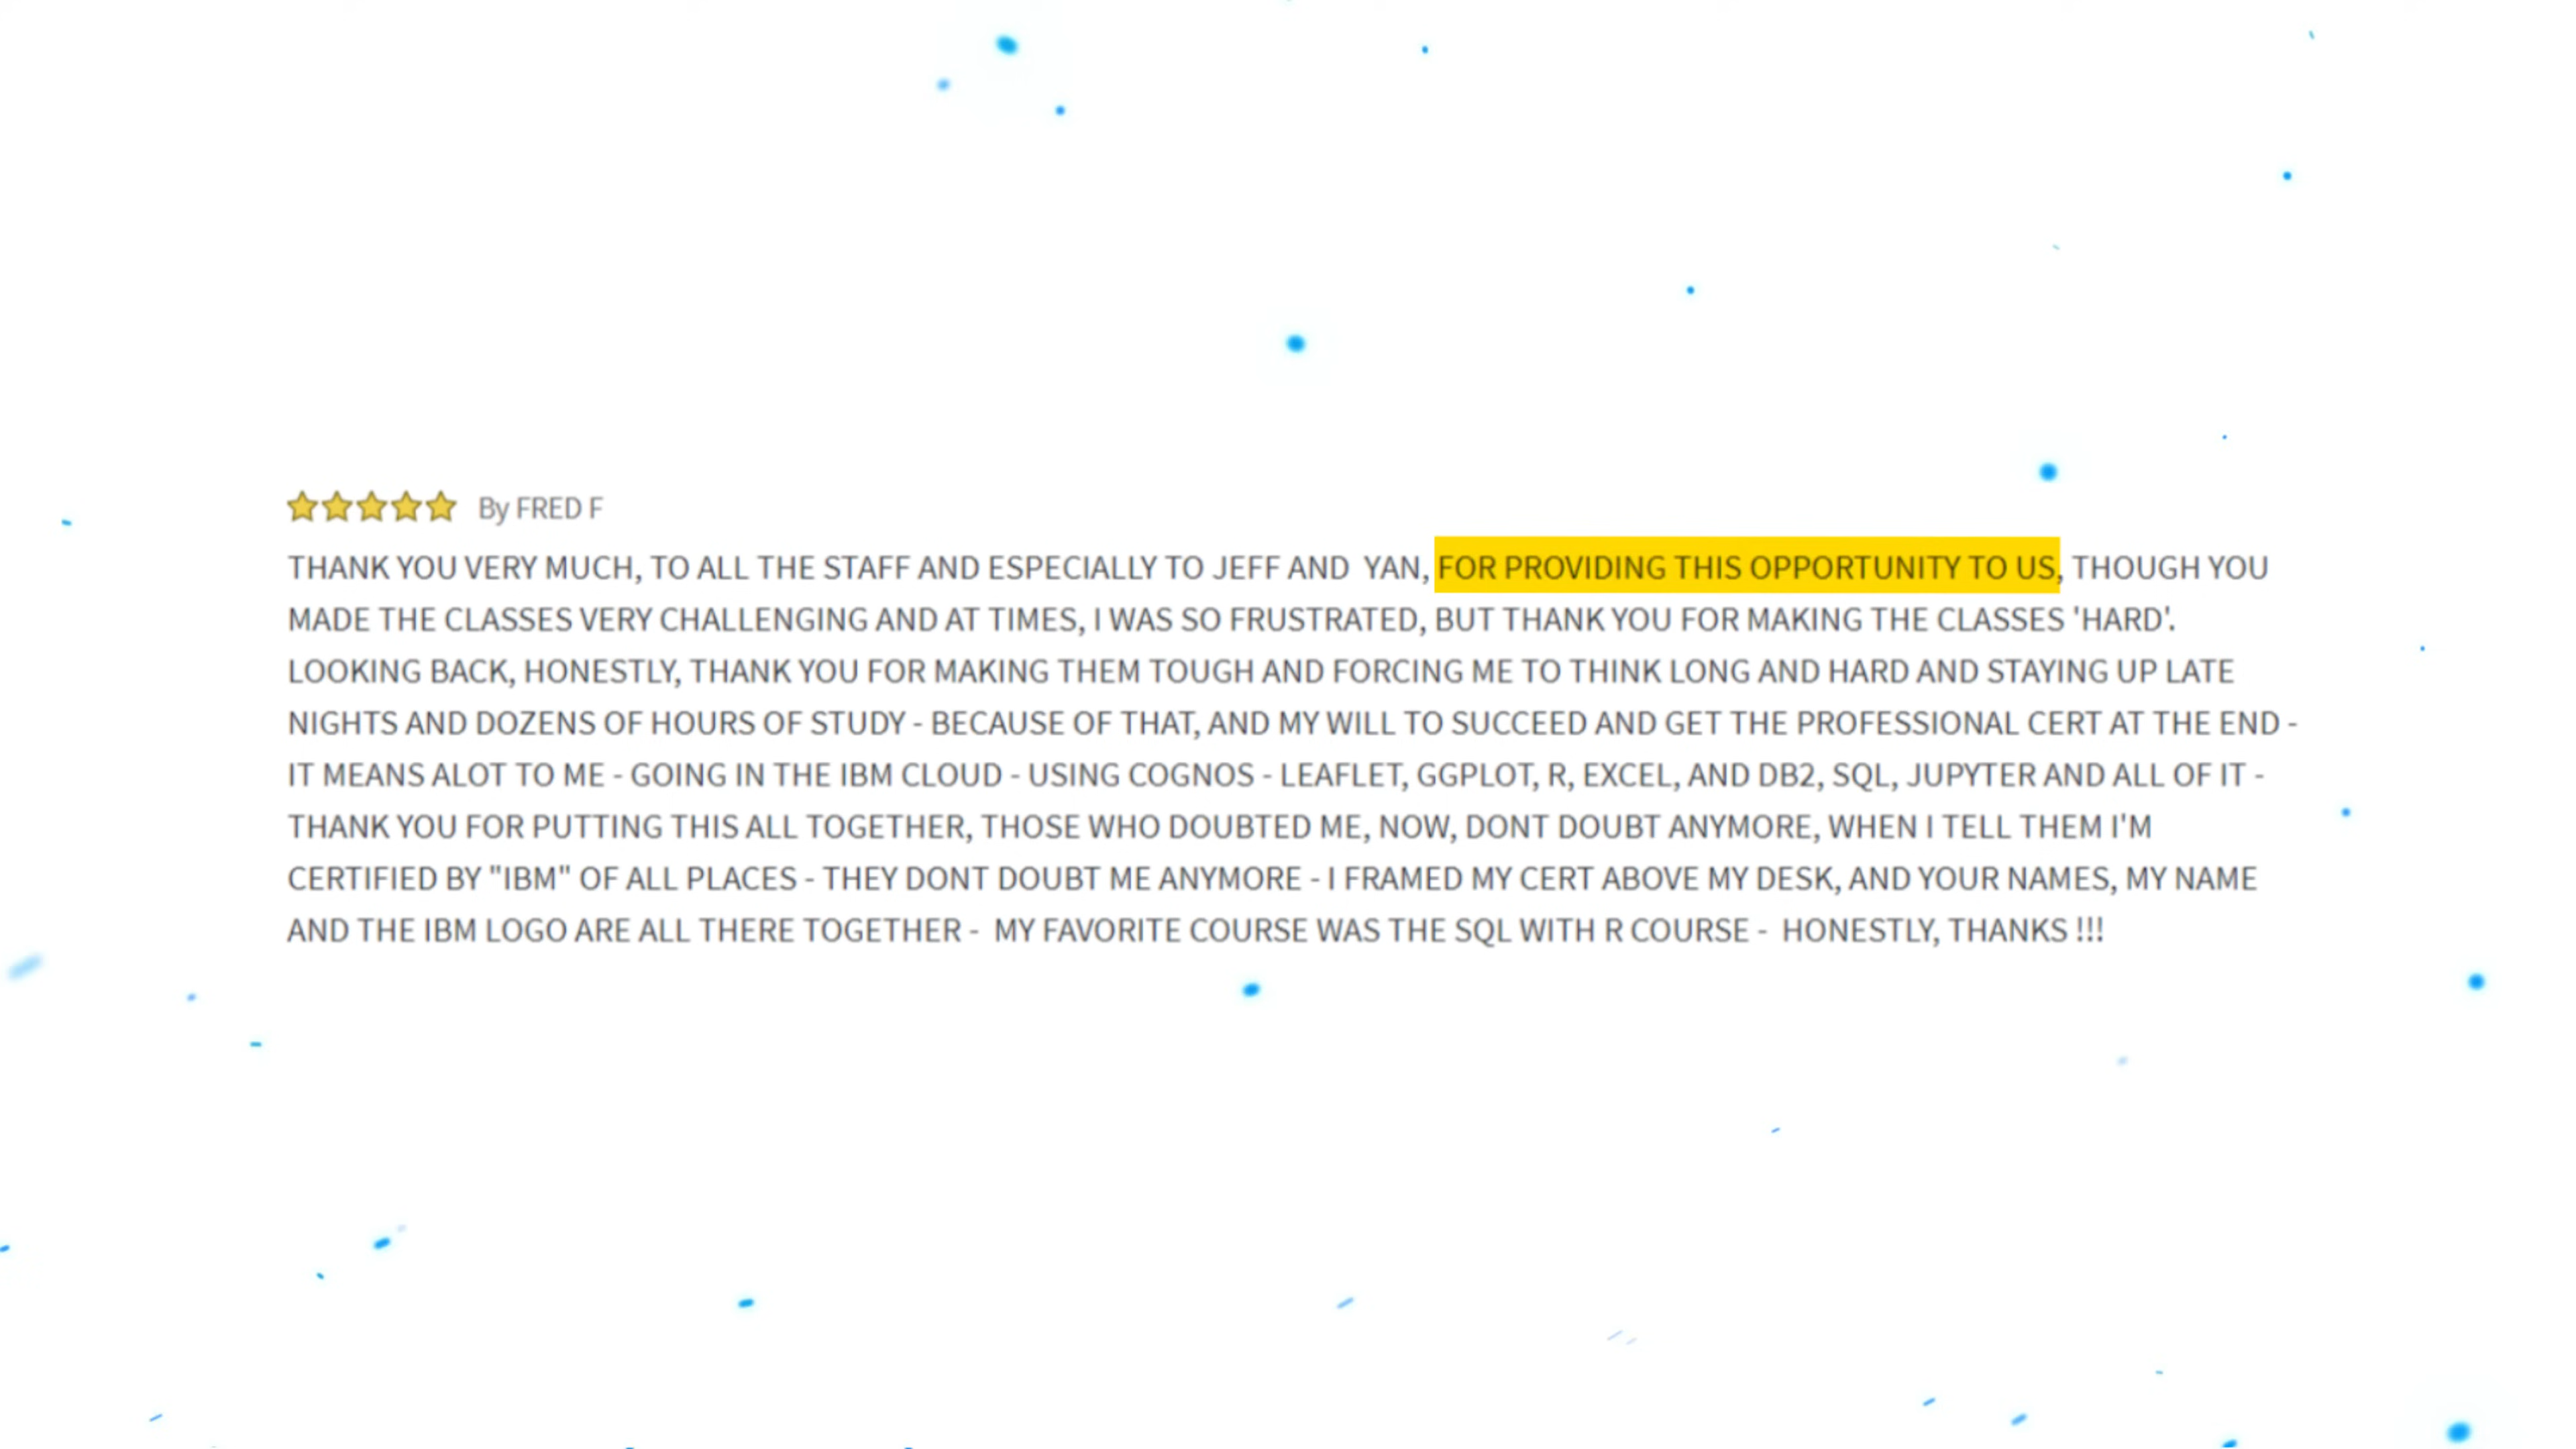 By FRED F
THANK YOU VERY MUCH, TO ALL THE STAFF AND ESPECIALLY TO JEFF AND  YAN, FOR PROVIDING THIS OPPORTUNITY TO US, THOUGH YOU
MADE THE CLASSES VERY CHALLENGING AND AT TIMES, I WAS SO FRUSTRATED, BUT THANK YOU FOR MAKING THE CLASSES 'HARD'.
LOOKING BACK, HONESTLY, THANK YOU FOR MAKING THEM TOUGH AND FORCING ME TO THINK LONG AND HARD AND STAYING UP LATE
NIGHTS AND DOZENS OF HOURS OF STUDY - BECAUSE OF THAT, AND MY WILL TO SUCCEED AND GET THE PROFESSIONAL CERT AT THE END -
IT MEANS ALOT TO ME - GOING IN THE IBM CLOUD - USING COGNOS - LEAFLET, GGPLOT, R, EXCEL, AND DB2, SQL, JUPYTER AND ALL OF IT -
THANK YOU FOR PUTTING THIS ALL TOGETHER, THOSE WHO DOUBTED ME, NOW, DONT DOUBT ANYMORE, WHEN I TELL THEM I'M
CERTIFIED BY "IBM" OF ALL PLACES - THEY DONT DOUBT ME ANYMORE - I FRAMED MY CERT ABOVE MY DESK, AND YOUR NAMES, MY NAME
AND THE IBM LOGO ARE ALL THERE TOGETHER -  MY FAVORITE COURSE WAS THE SQL WITH R COURSE -  HONESTLY, THANKS !!!